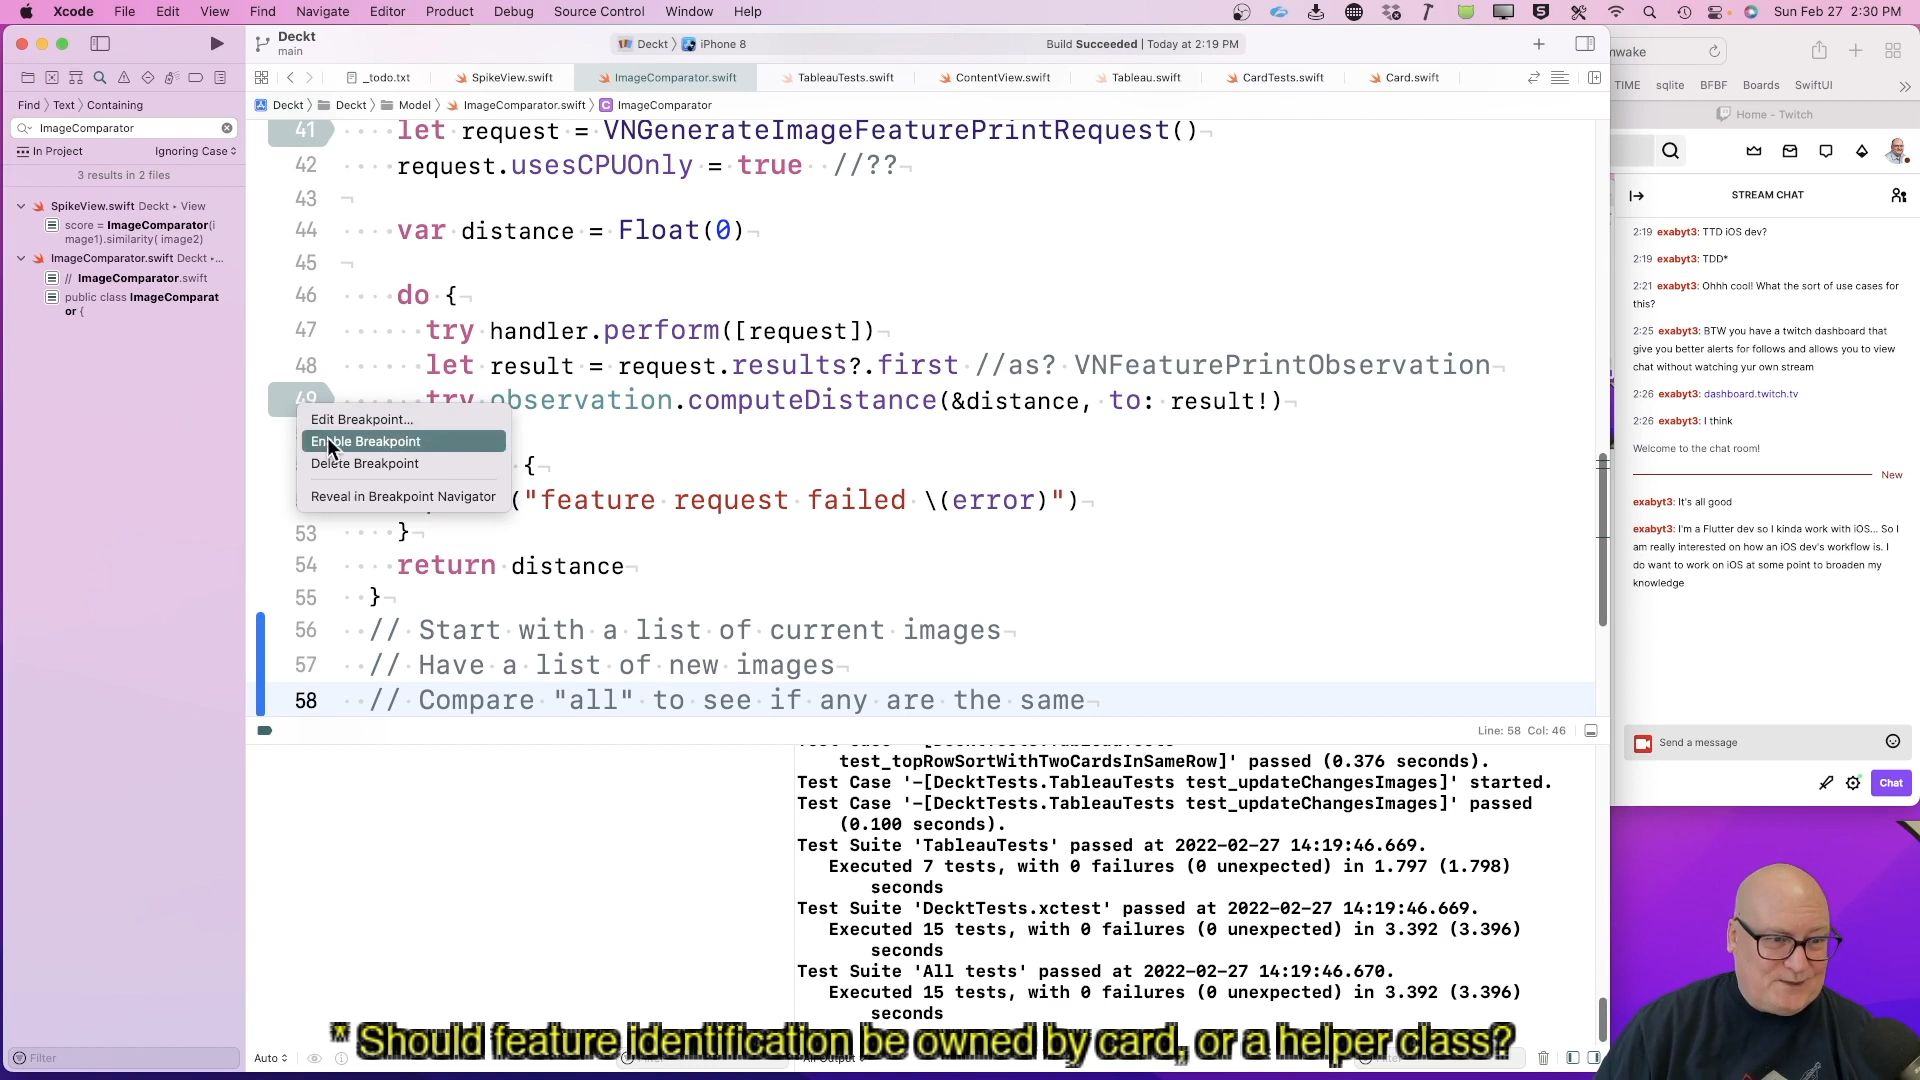 Xcode File Edit View Find Navigate Editor Product Debug Source Control Window Help
Sun Feb 27 2:30 PM
Deckt
main
Deckt 〉 iPhone 8
Build Succeeded | Today at 2:19 PM
_todo.txt SpikeView.swift ImageComparator.swift TableauTests.swift ContentView.swift Tableau.swift CardTests.swift Card.swift
Find 〉 Text 〉 Containing
Deckt 〉 Deckt 〉 Model 〉 ImageComparator.swift 〉 C ImageComparator
ImageComparator
In Project Ignoring Case
3 results in 2 files
SpikeView.swift Deckt • View
score = ImageComparator(i
mage1).similarity( image2)
ImageComparator.swift Deckt •...
// ImageComparator.swift
public class ImageComparat
or {
Filter
41 let request = VNGenerateImageFeaturePrintRequest()
42 request.usesCPUOnly = true //??
43
44 var distance = Float(0)
45
46 do {
47 try handler.perform([request])
48 let result = request.results?.first //as? VNFeaturePrintObservation
49 try observation.computeDistance(&distance, to: result!)
Edit Breakpoint...
Enable Breakpoint
Delete Breakpoint
Reveal in Breakpoint Navigator
{
("feature request failed \(error)")
53 }
54 return distance
55 }
56 // Start with a list of current images
57 // Have a list of new images
58 // Compare "all" to see if any are the same
Line: 58 Col: 46
test_topRowSortWithTwoCardsInSameRow]' passed (0.376 seconds).
Test Case '-[DecktTests.TableauTests test_updateChangesImages]' started.
Test Case '-[DecktTests.TableauTests test_updateChangesImages]' passed
(0.100 seconds).
Test Suite 'TableauTests' passed at 2022-02-27 14:19:46.669.
Executed 7 tests, with 0 failures (0 unexpected) in 1.797 (1.798)
seconds
Test Suite 'DecktTests.xctest' passed at 2022-02-27 14:19:46.669.
Executed 15 tests, with 0 failures (0 unexpected) in 3.392 (3.396)
seconds
Test Suite 'All tests' passed at 2022-02-27 14:19:46.670.
Executed 15 tests, with 0 failures (0 unexpected) in 3.392 (3.396)
seconds
* Should feature identification be owned by card, or a helper class?
Auto
nwake
TIME sqlite BFBF Boards SwiftUI
Home - Twitch
STREAM CHAT
2:19 exabyt3: TTD iOS dev?
2:19 exabyt3: TDD*
2:21 exabyt3: Ohhh cool! What the sort of use cases for
this?
2:25 exabyt3: BTW you have a twitch dashboard that
give you better alerts for follows and allows you to view
chat without watching yur own stream
2:26 exabyt3: dashboard.twitch.tv
2:26 exabyt3: I think
Welcome to the chat room!
New
exabyt3: It's all good
exabyt3: I'm a Flutter dev so I kinda work with iOS... So I
am really interested on how an iOS dev's workflow is. I
do want to work on iOS at some point to broaden my
knowledge
Send a message
Chat